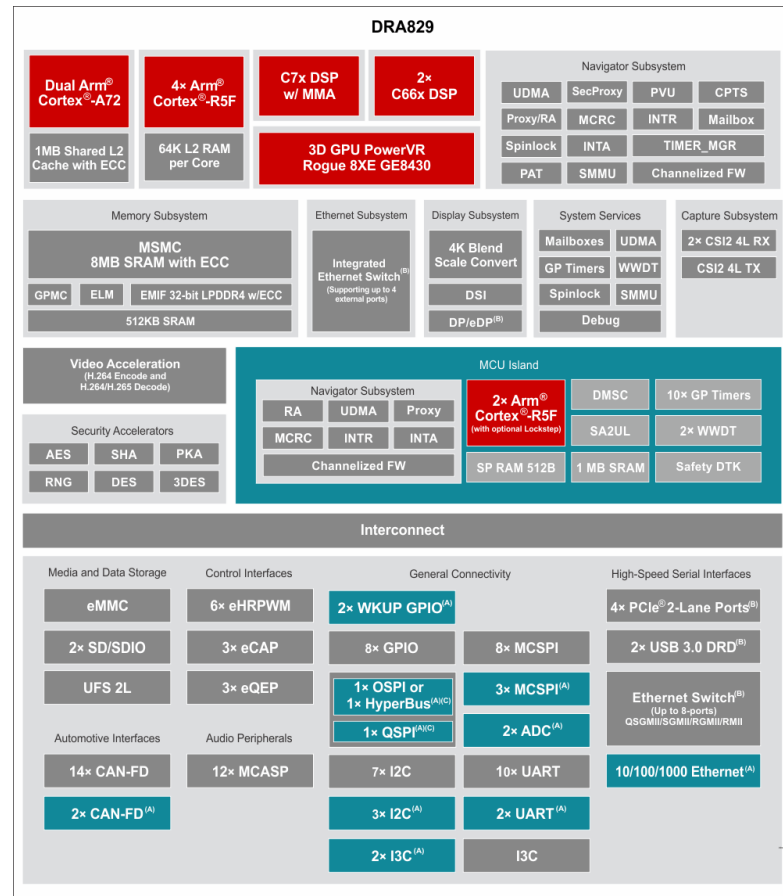 DRA829
Dual Arm®
Cortex®-A72
1MB Shared L2
Cache with ECC
4× Arm®
Cortex®-R5F
64K L2 RAM
per Core
C7x DSP
w/ MMA
2×
C66x DSP
3D GPU PowerVR
Rogue 8XE GE8430
Navigator Subsystem
UDMA
SecProxy
PVU
CPTS
Proxy/RA
MCRC
INTR
Mailbox
Spinlock
INTA
TIMER_MGR
PAT
SMMU
Channelized FW
Memory Subsystem
MSMC
8MB SRAM with ECC
GPMC
ELM
EMIF 32-bit LPDDR4 w/ECC
512KB SRAM
Ethernet Subsystem
Integrated
Ethernet Switch(B)
(Supporting up to 4
external ports)
Display Subsystem
4K Blend
Scale Convert
DSI
DP/eDP(B)
System Services
Mailboxes
UDMA
GP Timers
WWDT
Spinlock
SMMU
Debug
Capture Subsystem
2× CSI2 4L RX
CSI2 4L TX
Video Acceleration
(H.264 Encode and
H.264/H.265 Decode)
Security Accelerators
AES
SHA
PKA
RNG
DES
3DES
MCU Island
Navigator Subsystem
RA
UDMA
Proxy
MCRC
INTR
INTA
Channelized FW
2× Arm®
Cortex®-R5F
(with optional Lockstep)
SP RAM 512B
DMSC
10× GP Timers
SA2UL
2× WWDT
1 MB SRAM
Safety DTK
Interconnect
Media and Data Storage
eMMC
2× SD/SDIO
UFS 2L
Automotive Interfaces
14× CAN-FD
2× CAN-FD(A)
Control Interfaces
6× eHRPWM
3× eCAP
3× eQEP
Audio Peripherals
12× MCASP
General Connectivity
2× WKUP GPIO(A)
8× GPIO
8× MCSPI
1× OSPI or
1× HyperBus(A)(C)
1× QSPI(A)(C)
3× MCSPI(A)
2× ADC(A)
7× I2C
10× UART
3× I2C(A)
2× UART(A)
2× I3C(A)
I3C
High-Speed Serial Interfaces
4× PCIe® 2-Lane Ports(B)
2× USB 3.0 DRD(B)
Ethernet Switch(B)
(Up to 8-ports)
QSGMII/SGMII/RGMII/RMII
10/100/1000 Ethernet(A)